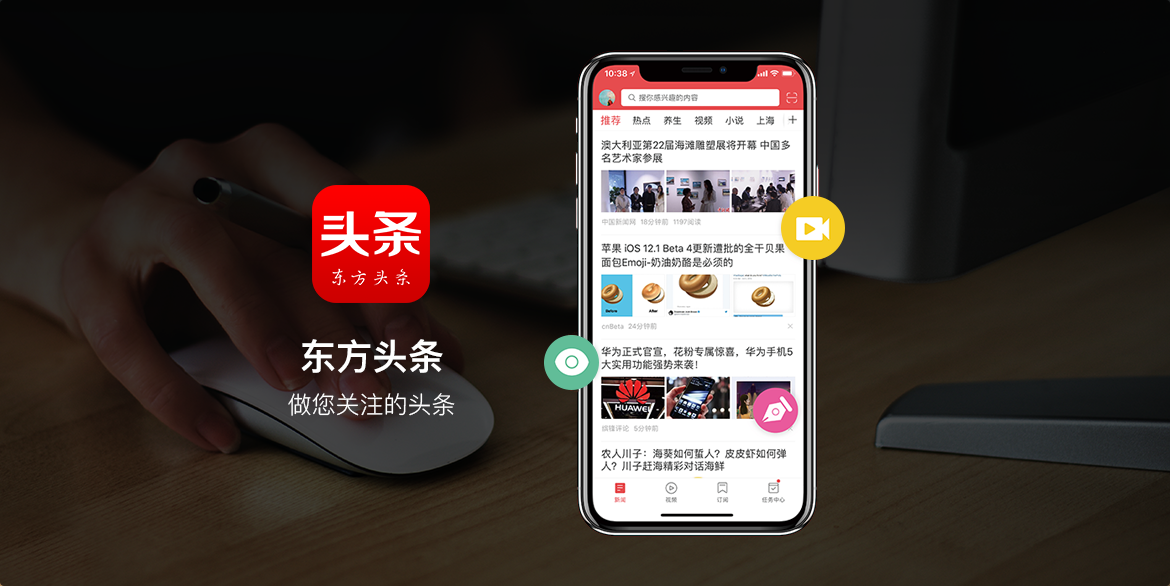 头条
东方头条
东方头条
做您关注的头条
10:38
搜你感兴趣的内容
推荐 热点 养生 视频 小说 上海
澳大利亚第22届海滩雕塑展将开幕 中国多
名艺术家参展
中国新闻网 18分钟前 1197阅读
苹果 iOS 12.1 Beta 4更新遭批的全干贝果
面包Emoji-奶油奶酪是必须的
Before After
cnBeta 24分钟前
华为正式官宣，花粉专属惊喜，华为手机5
大实用功能强势来袭！
HUAWEI
缤锋评论 5分钟前
农人川子：海葵如何蜇人？皮皮虾如何弹
人？川子赶海精彩对话海鲜
新闻 视频 订阅 任务中心